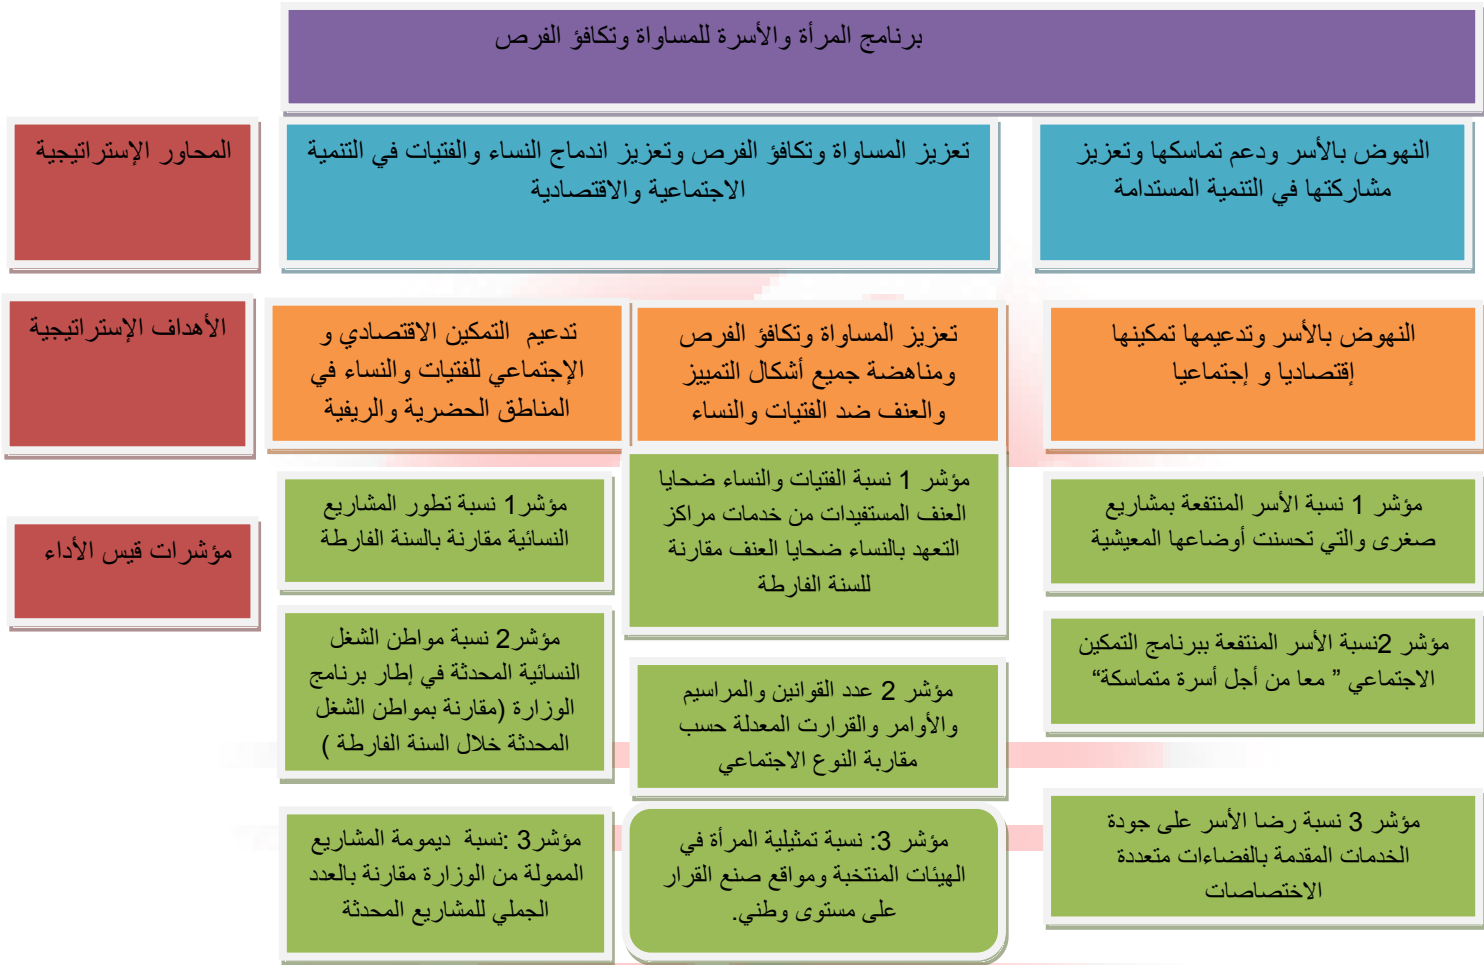 برنامج المرأة والأسرة للمساواة وتكافؤ الفرص
النهوض بالأسر ودعم تماسكها وتعزيز
مشاركتها في التنمية المستدامة
تعزيز المساواة وتكافؤ الفرص وتعزيز اندماج النساء والفتيات في التنمية
الاجتماعية والاقتصادية
المحاور الإستراتيجية
النهوض بالأسر وتدعيمها تمكينها
إقتصاديا و إجتماعيا
تعزيز المساواة وتكافؤ الفرص
ومناهضة جميع أشكال التمييز
والعنف ضد الفتيات والنساء
تدعيم التمكين الاقتصادي و
الإجتماعي للفتيات والنساء في
المناطق الحضرية والريفية
الأهداف الإستراتيجية
مؤشر 1 نسبة الأسر المنتفعة بمشاريع
صغرى والتي تحسنت أوضاعها المعيشية
مؤشر 1 نسبة الفتيات والنساء ضحايا
العنف المستفيدات من خدمات مراكز
التعهد بالنساء ضحايا العنف مقارنة
للسنة الفارطة
مؤشر1 نسبة تطور المشاريع
النسائية مقارنة بالسنة الفارطة
مؤشرات قيس الأداء
مؤشر 2نسبة الأسر المنتفعة ببرنامج التمكين
الاجتماعي ” معا من أجل أسرة متماسكة“
مؤشر 2 عدد القوانين والمراسيم
والأوامر والقرارت المعدلة حسب
مقاربة النوع الاجتماعي
مؤشر2 نسبة مواطن الشغل
النسائية المحدثة في إطار برنامج
الوزارة (مقارنة بمواطن الشغل
المحدثة خلال السنة الفارطة )
مؤشر 3 نسبة رضا الأسر على جودة
الخدمات المقدمة بالفضاءات متعددة
الاختصاصات
مؤشر 3: نسبة تمثيلية المرأة في
الهيئات المنتخبة ومواقع صنع القرار
على مستوى وطني.
مؤشر3 :نسبة ديمومة المشاريع
الممولة من الوزارة مقارنة بالعدد
الجملي للمشاريع المحدثة